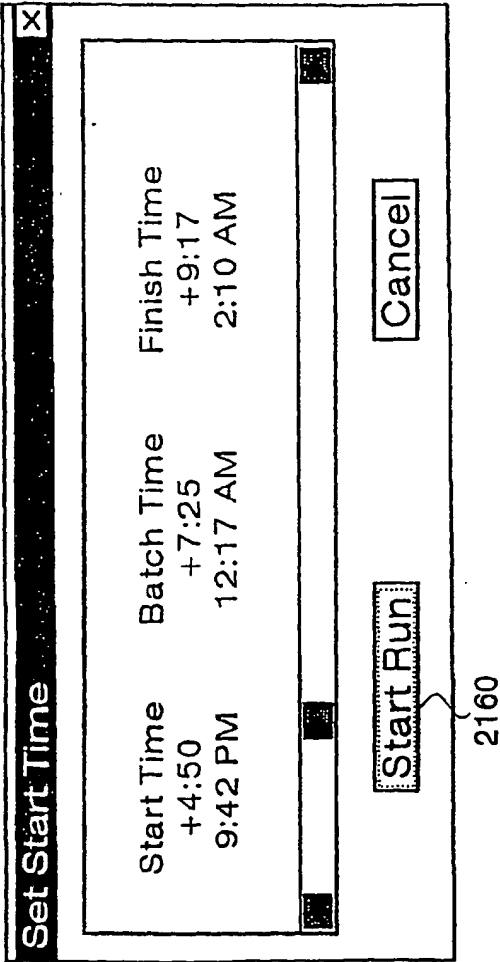 Set Start Time X
Start Time Batch Time Finish Time
+4:50 +7:25 +9:17
9:42 PM 12:17 AM 2:10 AM
Start Run Cancel
2160